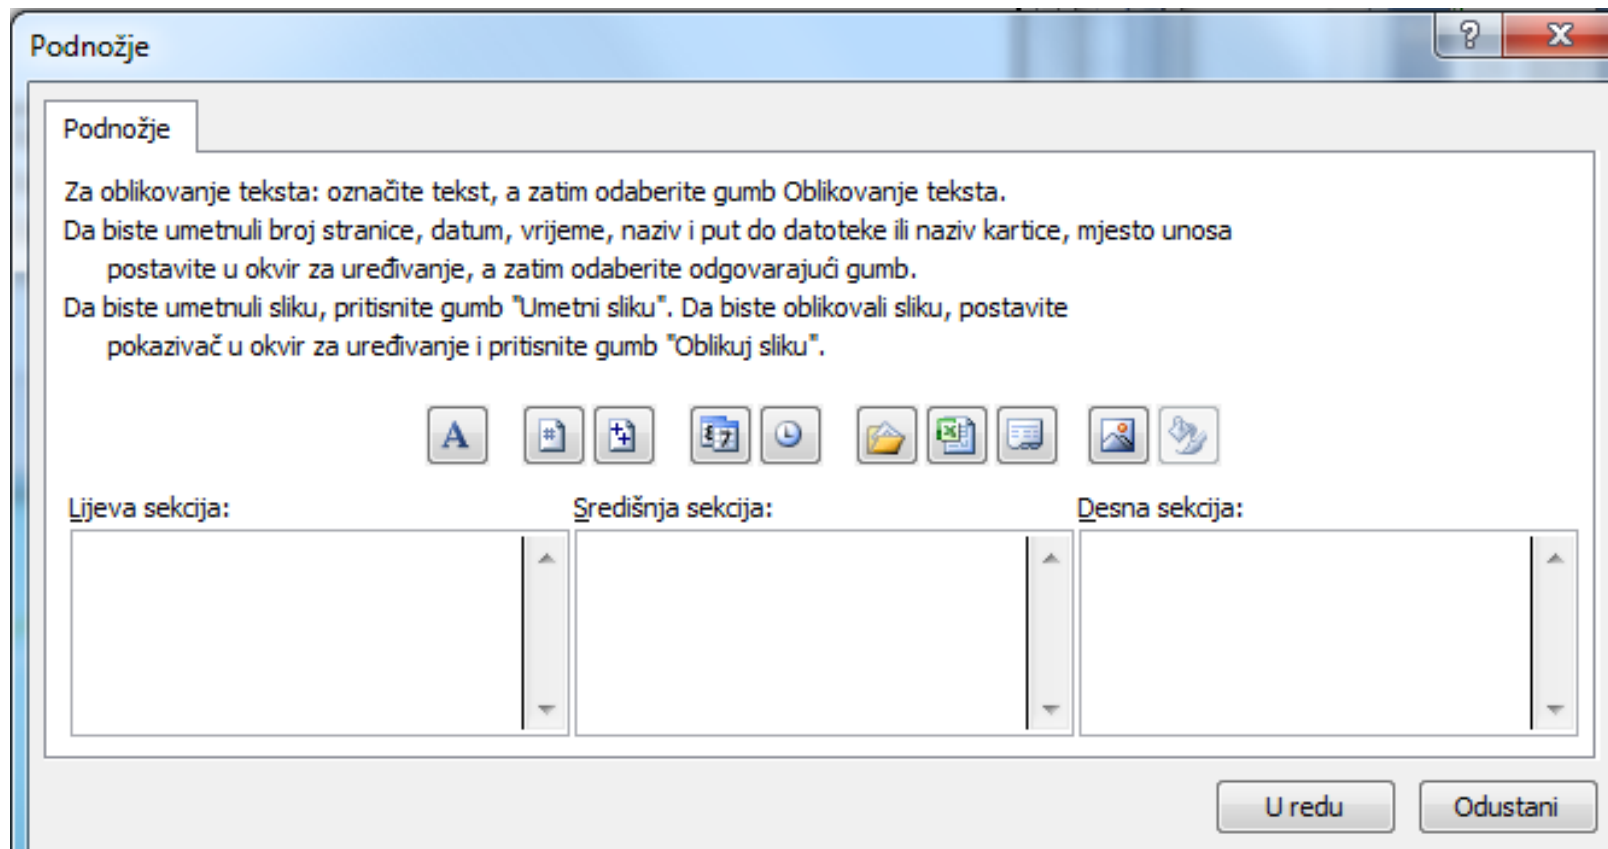 Podnožje
Podnožje
Za oblikovanje teksta: označite tekst, a zatim odaberite gumb Oblikovanje teksta.
Da biste umetnuli broj stranice, datum, vrijeme, naziv i put do datoteke ili naziv kartice, mjesto unosa
postavite u okvir za uređivanje, a zatim odaberite odgovarajući gumb.
Da biste umetnuli sliku, pritisnite gumb "Umetni sliku". Da biste oblikovali sliku, postavite
pokazivač u okvir za uređivanje i pritisnite gumb "Oblikuj sliku".
Lijeva sekcija: Središnja sekcija: Desna sekcija:
U redu Odustani